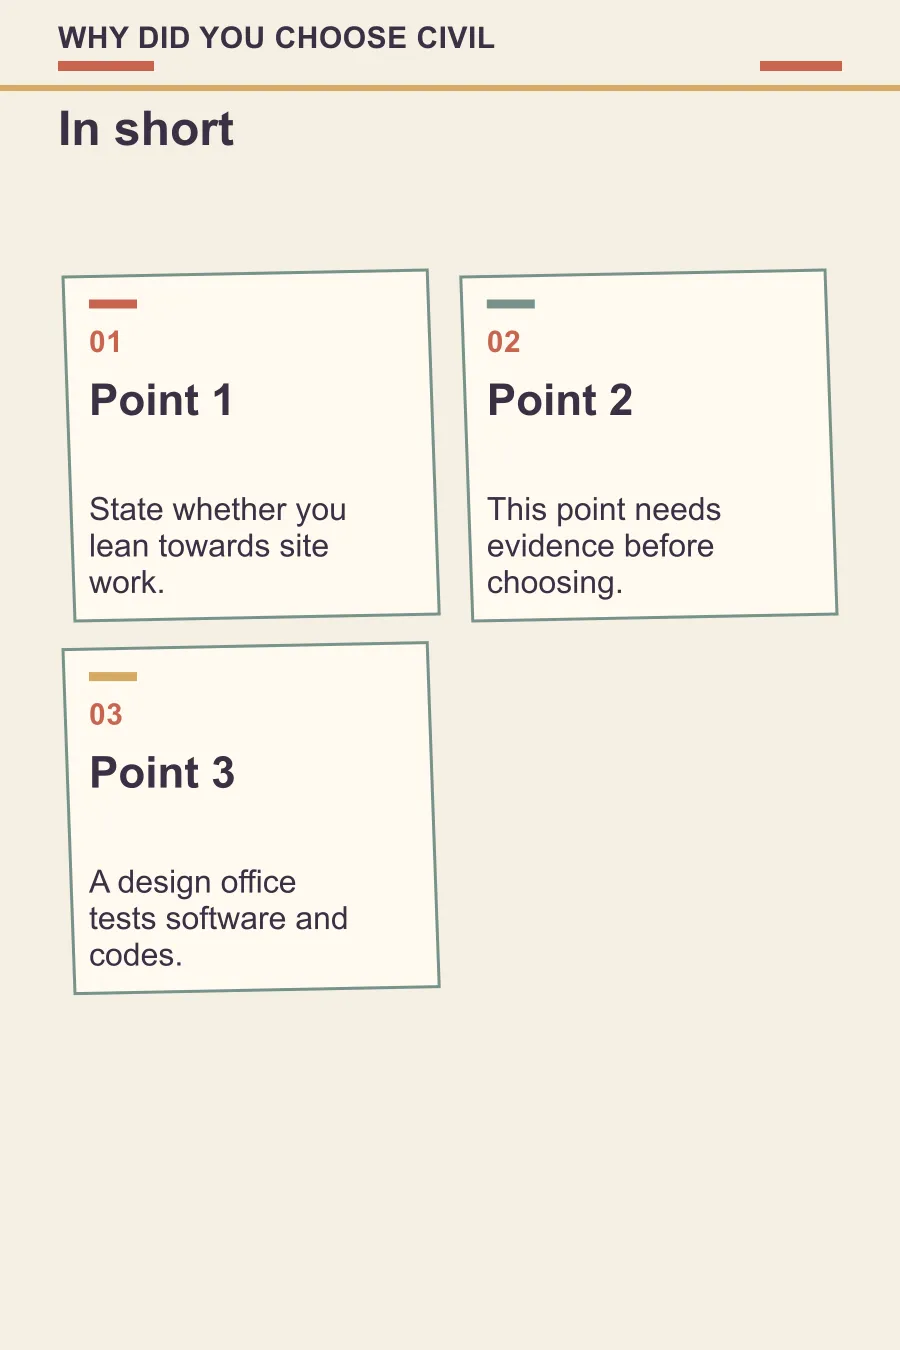 WHY DID YOU CHOOSE CIVIL
In short
01
Point 1
State whether you
lean towards site
work.
02
Point 2
This point needs
evidence before
choosing.
03
Point 3
A design office
tests software and
codes.